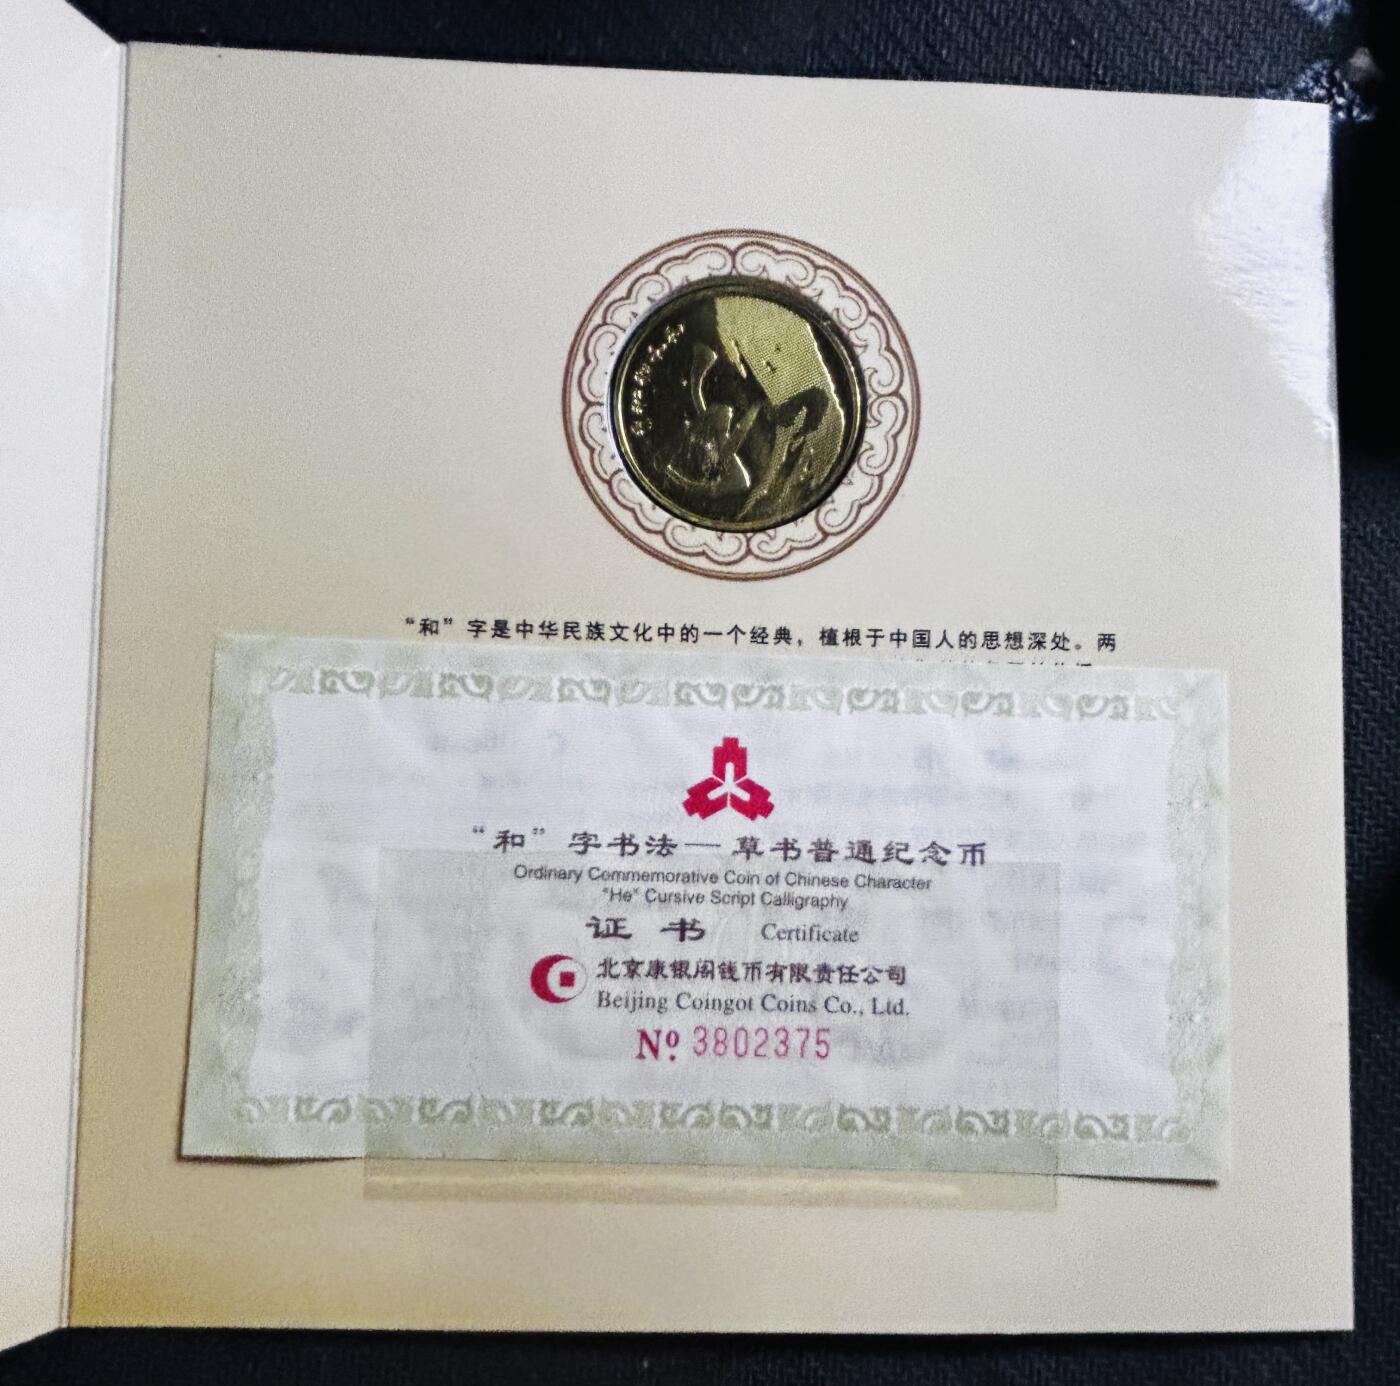 “和”字是中华民族文化中的一个经典，植根于中国人的思想深处。两
“和”字书法—草书普通纪念币
Ordinary Commemorative Coin of Chinese Character
"He" Cursive Script Calligraphy
证书 Certificate
北京康银阁钱币有限责任公司
Beijing Coingot Coins Co., Ltd.
Nº 3802375